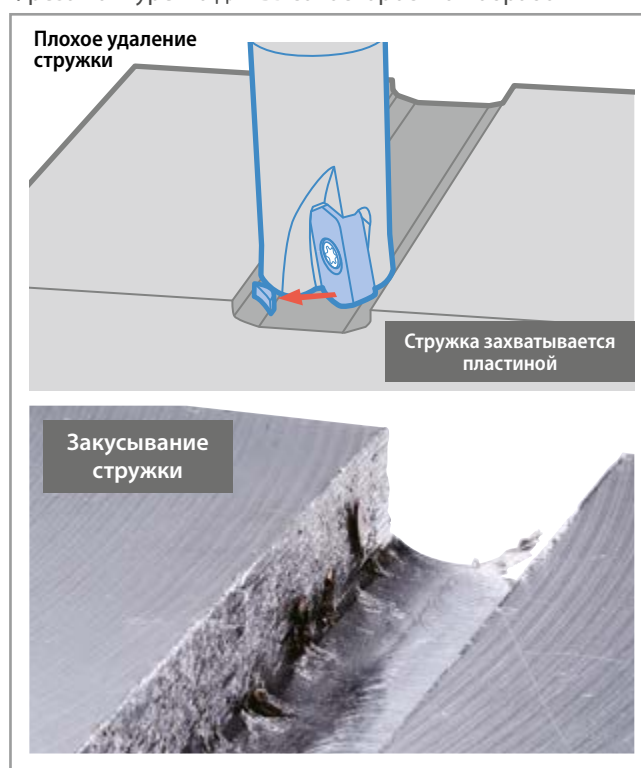 Плохое удаление
стружки
Стружка захватывается
пластиной
Закусывание
стружки